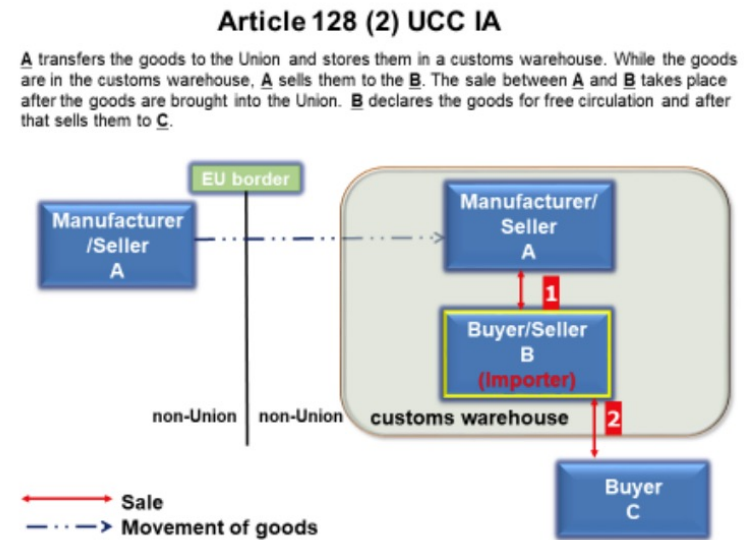 Article 128 (2) UCC IA
A transfers the goods to the Union and stores them in a customs warehouse. While the goods
are in the customs warehouse, A sells them to the B. The sale between A and B takes place
after the goods are brought into the Union. B declares the goods for free circulation and after
that sells them to C.
EU border
Manufacturer
/Seller
A
Manufacturer/
Seller
A
1
Buyer/Seller
B
(Importer)
non-Union
non-Union
customs warehouse
2
Buyer
C
Sale
Movement of goods